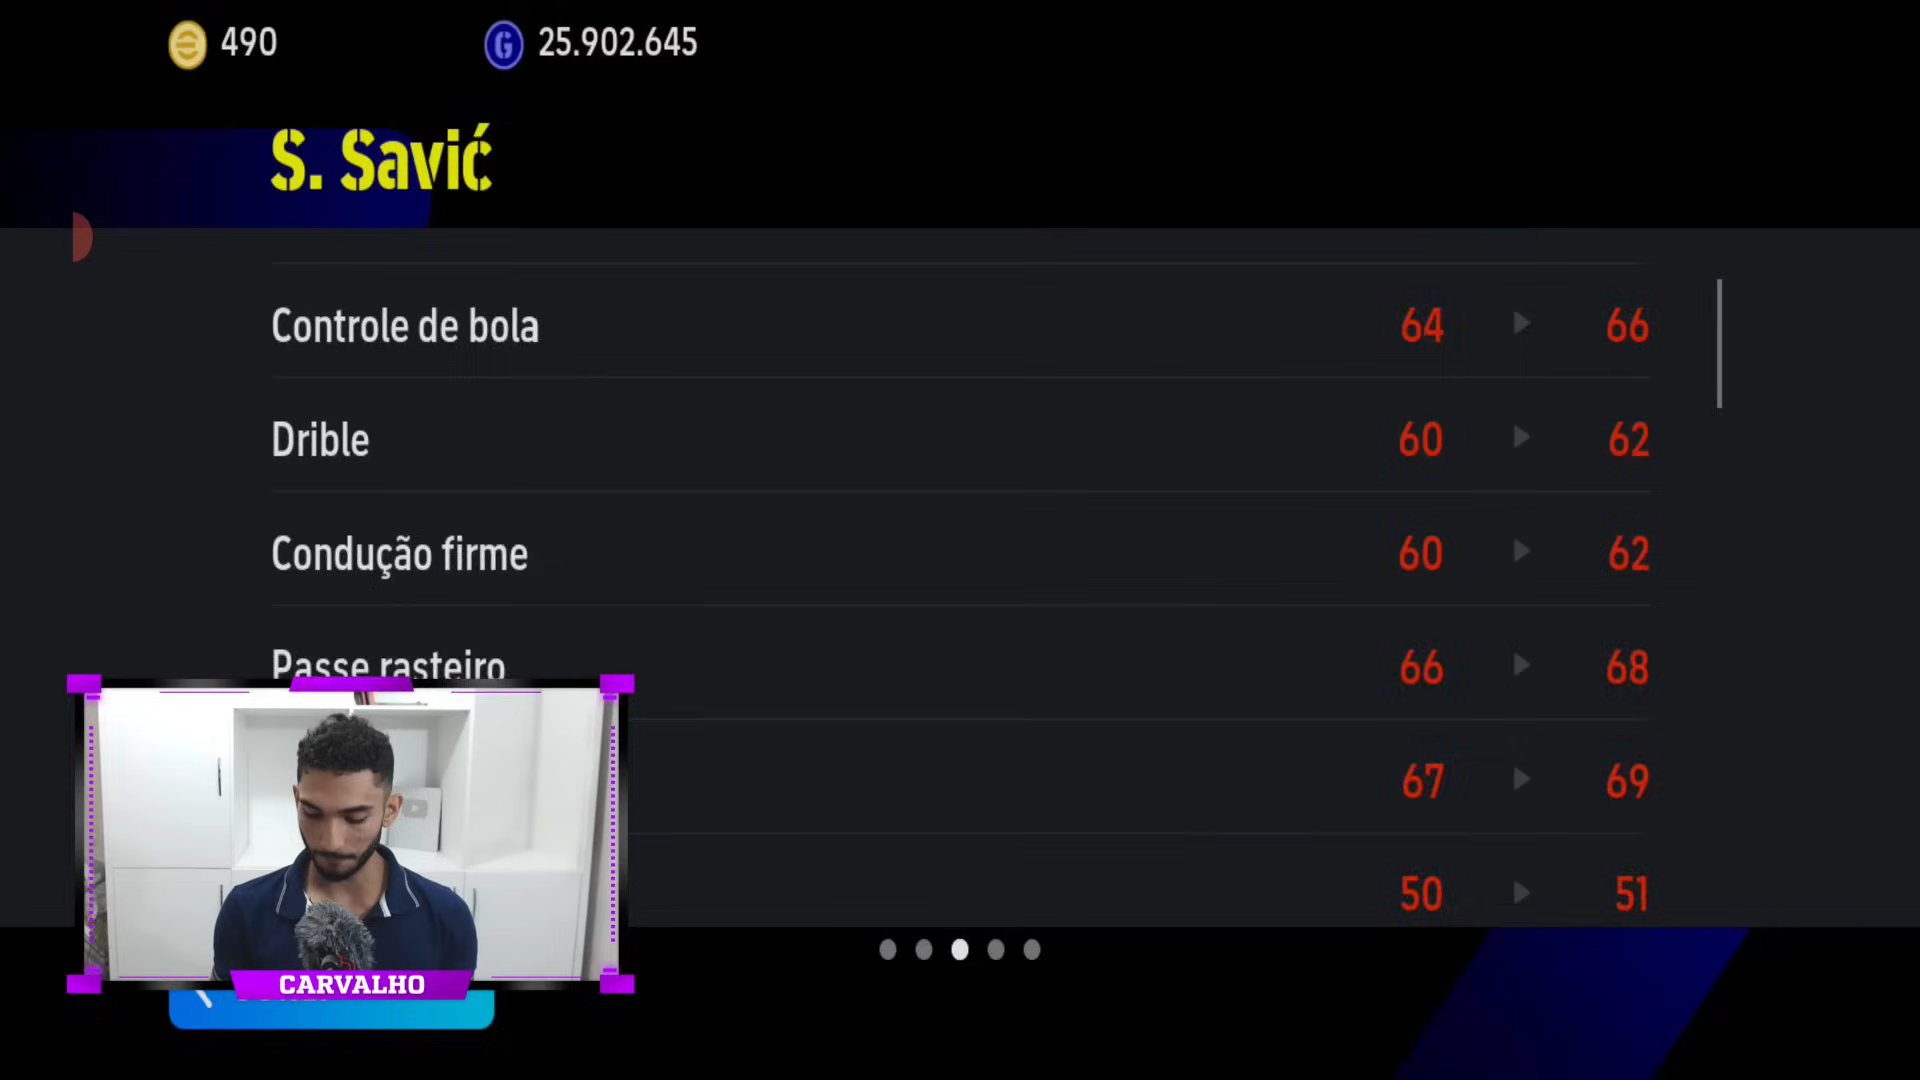 490
25.902.645
S. Savić
Controle de bola 64 66
Drible 60 62
Condução firme 60 62
Passe rasteiro 66 68
67 69
50 51
CARVALHO